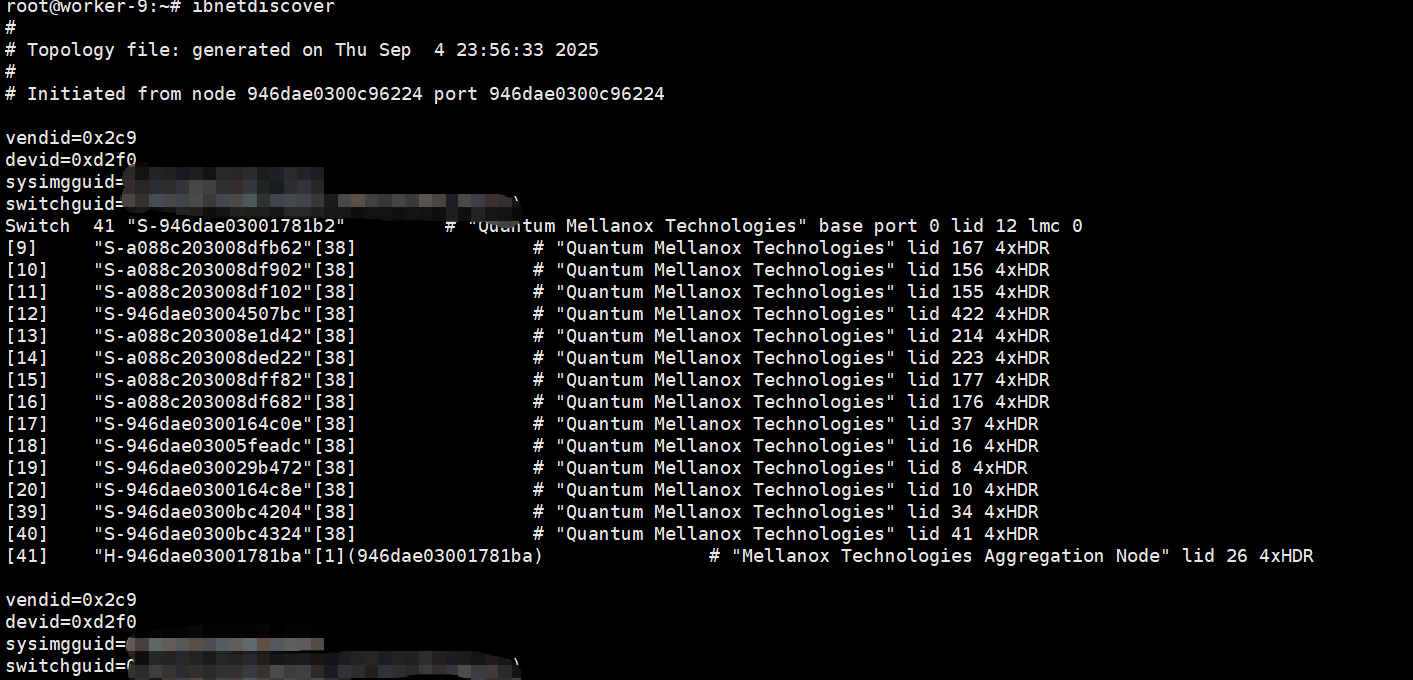 root@worker-9:~# ibnetdiscover
#
# Topology file: generated on Thu Sep  4 23:56:33 2025
#
# Initiated from node 946dae0300c96224 port 946dae0300c96224
vendid=0x2c9
devid=0xd2f0
sysimgguid=
switchguid=
Switch  41 "S-946dae03001781b2"         # "Quantum Mellanox Technologies" base port 0 lid 12 lmc 0
[9]     "S-a088c203008dfb62"[38]                # "Quantum Mellanox Technologies" lid 167 4xHDR
[10]    "S-a088c203008df902"[38]                # "Quantum Mellanox Technologies" lid 156 4xHDR
[11]    "S-a088c203008df102"[38]                # "Quantum Mellanox Technologies" lid 155 4xHDR
[12]    "S-946dae03004507bc"[38]                # "Quantum Mellanox Technologies" lid 422 4xHDR
[13]    "S-a088c203008e1d42"[38]                # "Quantum Mellanox Technologies" lid 214 4xHDR
[14]    "S-a088c203008ded22"[38]                # "Quantum Mellanox Technologies" lid 223 4xHDR
[15]    "S-a088c203008dff82"[38]                # "Quantum Mellanox Technologies" lid 177 4xHDR
[16]    "S-a088c203008df682"[38]                # "Quantum Mellanox Technologies" lid 176 4xHDR
[17]    "S-946dae0300164c0e"[38]                # "Quantum Mellanox Technologies" lid 37 4xHDR
[18]    "S-946dae03005feadc"[38]                # "Quantum Mellanox Technologies" lid 16 4xHDR
[19]    "S-946dae030029b472"[38]                # "Quantum Mellanox Technologies" lid 8 4xHDR
[20]    "S-946dae0300164c8e"[38]                # "Quantum Mellanox Technologies" lid 10 4xHDR
[39]    "S-946dae0300bc4204"[38]                # "Quantum Mellanox Technologies" lid 34 4xHDR
[40]    "S-946dae0300bc4324"[38]                # "Quantum Mellanox Technologies" lid 41 4xHDR
[41]    "H-946dae03001781ba"[1](946dae03001781ba)               # "Mellanox Technologies Aggregation Node" lid 26 4xHDR
vendid=0x2c9
devid=0xd2f0
sysimgguid=
switchguid=